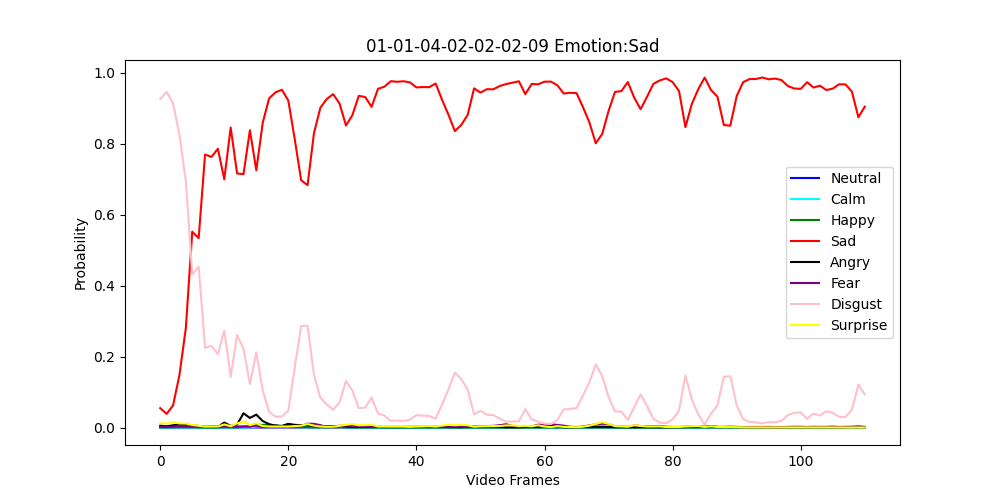 01-01-04-02-02-02-09 Emotion:Sad
1.0
0.8
0.6
0.4
0.2
0.0
Probability
Neutral
Calm
Happy
Sad
Angry
Fear
Disgust
Surprise
0 20 40 60 80 100
Video Frames